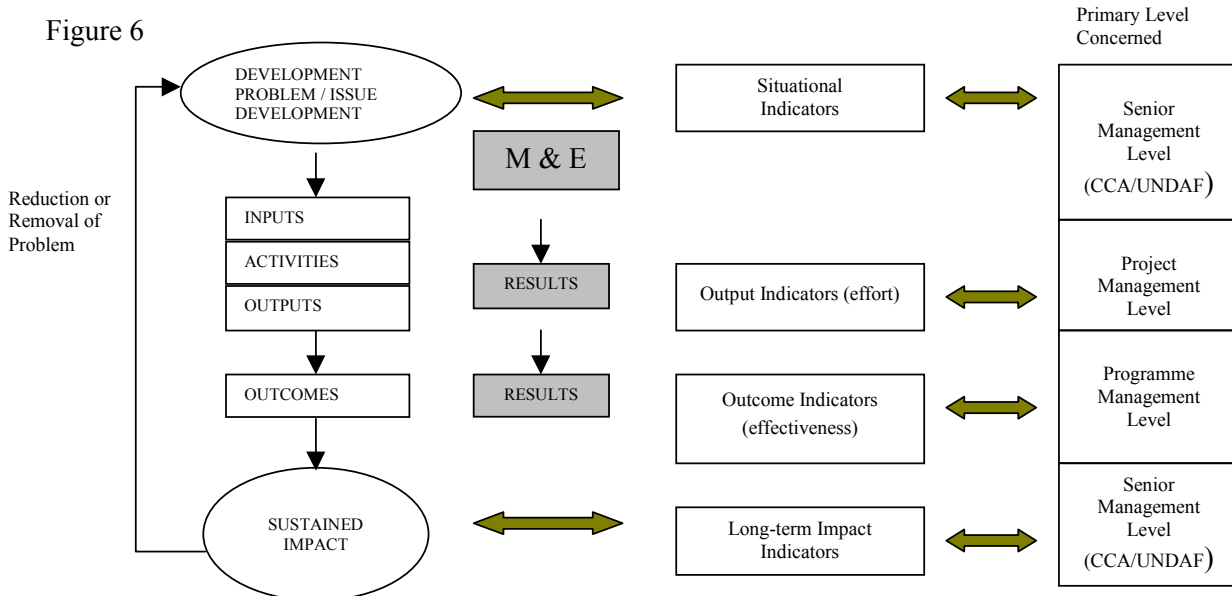 Figure 6
Primary Level
Concerned
DEVELOPMENT
PROBLEM / ISSUE
DEVELOPMENT
Situational
Indicators
Senior
Management
Level
(CCA/UNDAF)
M & E
Reduction or
Removal of
Problem
INPUTS
ACTIVITIES
OUTPUTS
RESULTS
Output Indicators (effort)
Project
Management
Level
OUTCOMES
RESULTS
Outcome Indicators
(effectiveness)
Programme
Management
Level
SUSTAINED
IMPACT
Long-term Impact
Indicators
Senior
Management
Level
(CCA/UNDAF)